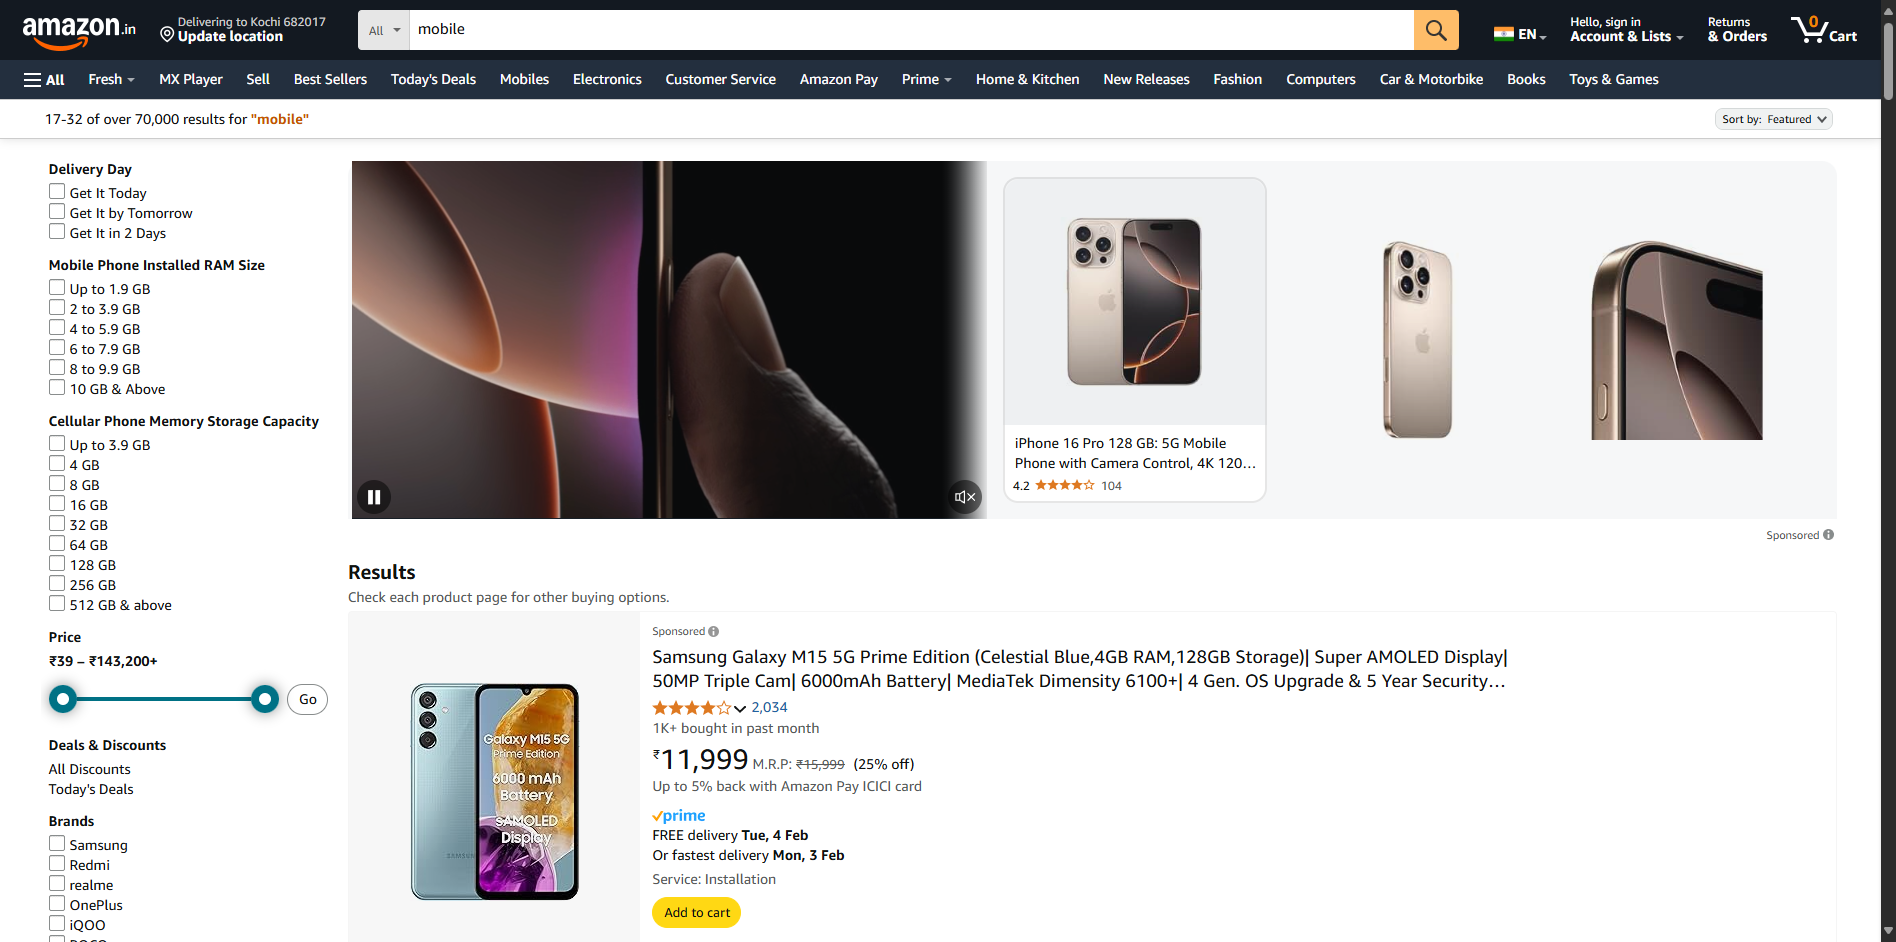 amazon.in
Delivering to Kochi 682017
Update location
All
mobile
EN
Hello, sign in
Account & Lists
Returns
& Orders
0
Cart
All
Fresh
MX Player
Sell
Best Sellers
Today's Deals
Mobiles
Electronics
Customer Service
Amazon Pay
Prime
Home & Kitchen
New Releases
Fashion
Computers
Car & Motorbike
Books
Toys & Games
17-32 of over 70,000 results for "mobile"
Sort by: Featured
Delivery Day
Get It Today
Get It by Tomorrow
Get It in 2 Days
Mobile Phone Installed RAM Size
Up to 1.9 GB
2 to 3.9 GB
4 to 5.9 GB
6 to 7.9 GB
8 to 9.9 GB
10 GB & Above
Cellular Phone Memory Storage Capacity
Up to 3.9 GB
4 GB
8 GB
16 GB
32 GB
64 GB
128 GB
256 GB
512 GB & above
Price
₹39 – ₹143,200+
Go
Deals & Discounts
All Discounts
Today's Deals
Brands
Samsung
Redmi
realme
OnePlus
iQOO
iPhone 16 Pro 128 GB: 5G Mobile
Phone with Camera Control, 4K 120…
4.2
104
Sponsored
Results
Check each product page for other buying options.
Galaxy M15 5G
Prime Edition
6000 mAh
Battery
SAMOLED
Display
SAMSUNG
Sponsored
Samsung Galaxy M15 5G Prime Edition (Celestial Blue,4GB RAM,128GB Storage)| Super AMOLED Display|
50MP Triple Cam| 6000mAh Battery| MediaTek Dimensity 6100+| 4 Gen. OS Upgrade & 5 Year Security…
2,034
1K+ bought in past month
₹11,999 M.R.P: ₹15,999 (25% off)
Up to 5% back with Amazon Pay ICICI card
prime
FREE delivery Tue, 4 Feb
Or fastest delivery Mon, 3 Feb
Service: Installation
Add to cart